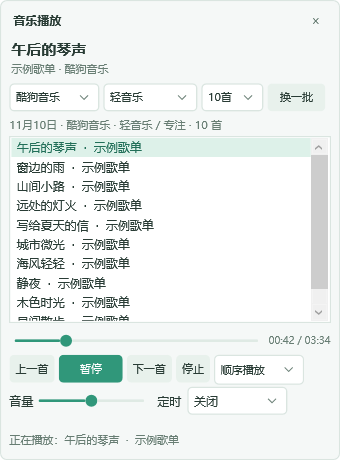 音乐播放 ×
午后的琴声
示例歌单 · 酷狗音乐
酷狗音乐 轻音乐 10首 换一批
11月10日 · 酷狗音乐 · 轻音乐 / 专注 · 10 首
午后的琴声 · 示例歌单
窗边的雨 · 示例歌单
山间小路 · 示例歌单
远处的灯火 · 示例歌单
写给夏天的信 · 示例歌单
城市微光 · 示例歌单
海风轻轻 · 示例歌单
静夜 · 示例歌单
木色时光 · 示例歌单
星间散步 · 示例歌单
00:42 / 03:34
上一首 暂停 下一首 停止 顺序播放
音量 定时 关闭
正在播放：午后的琴声 · 示例歌单